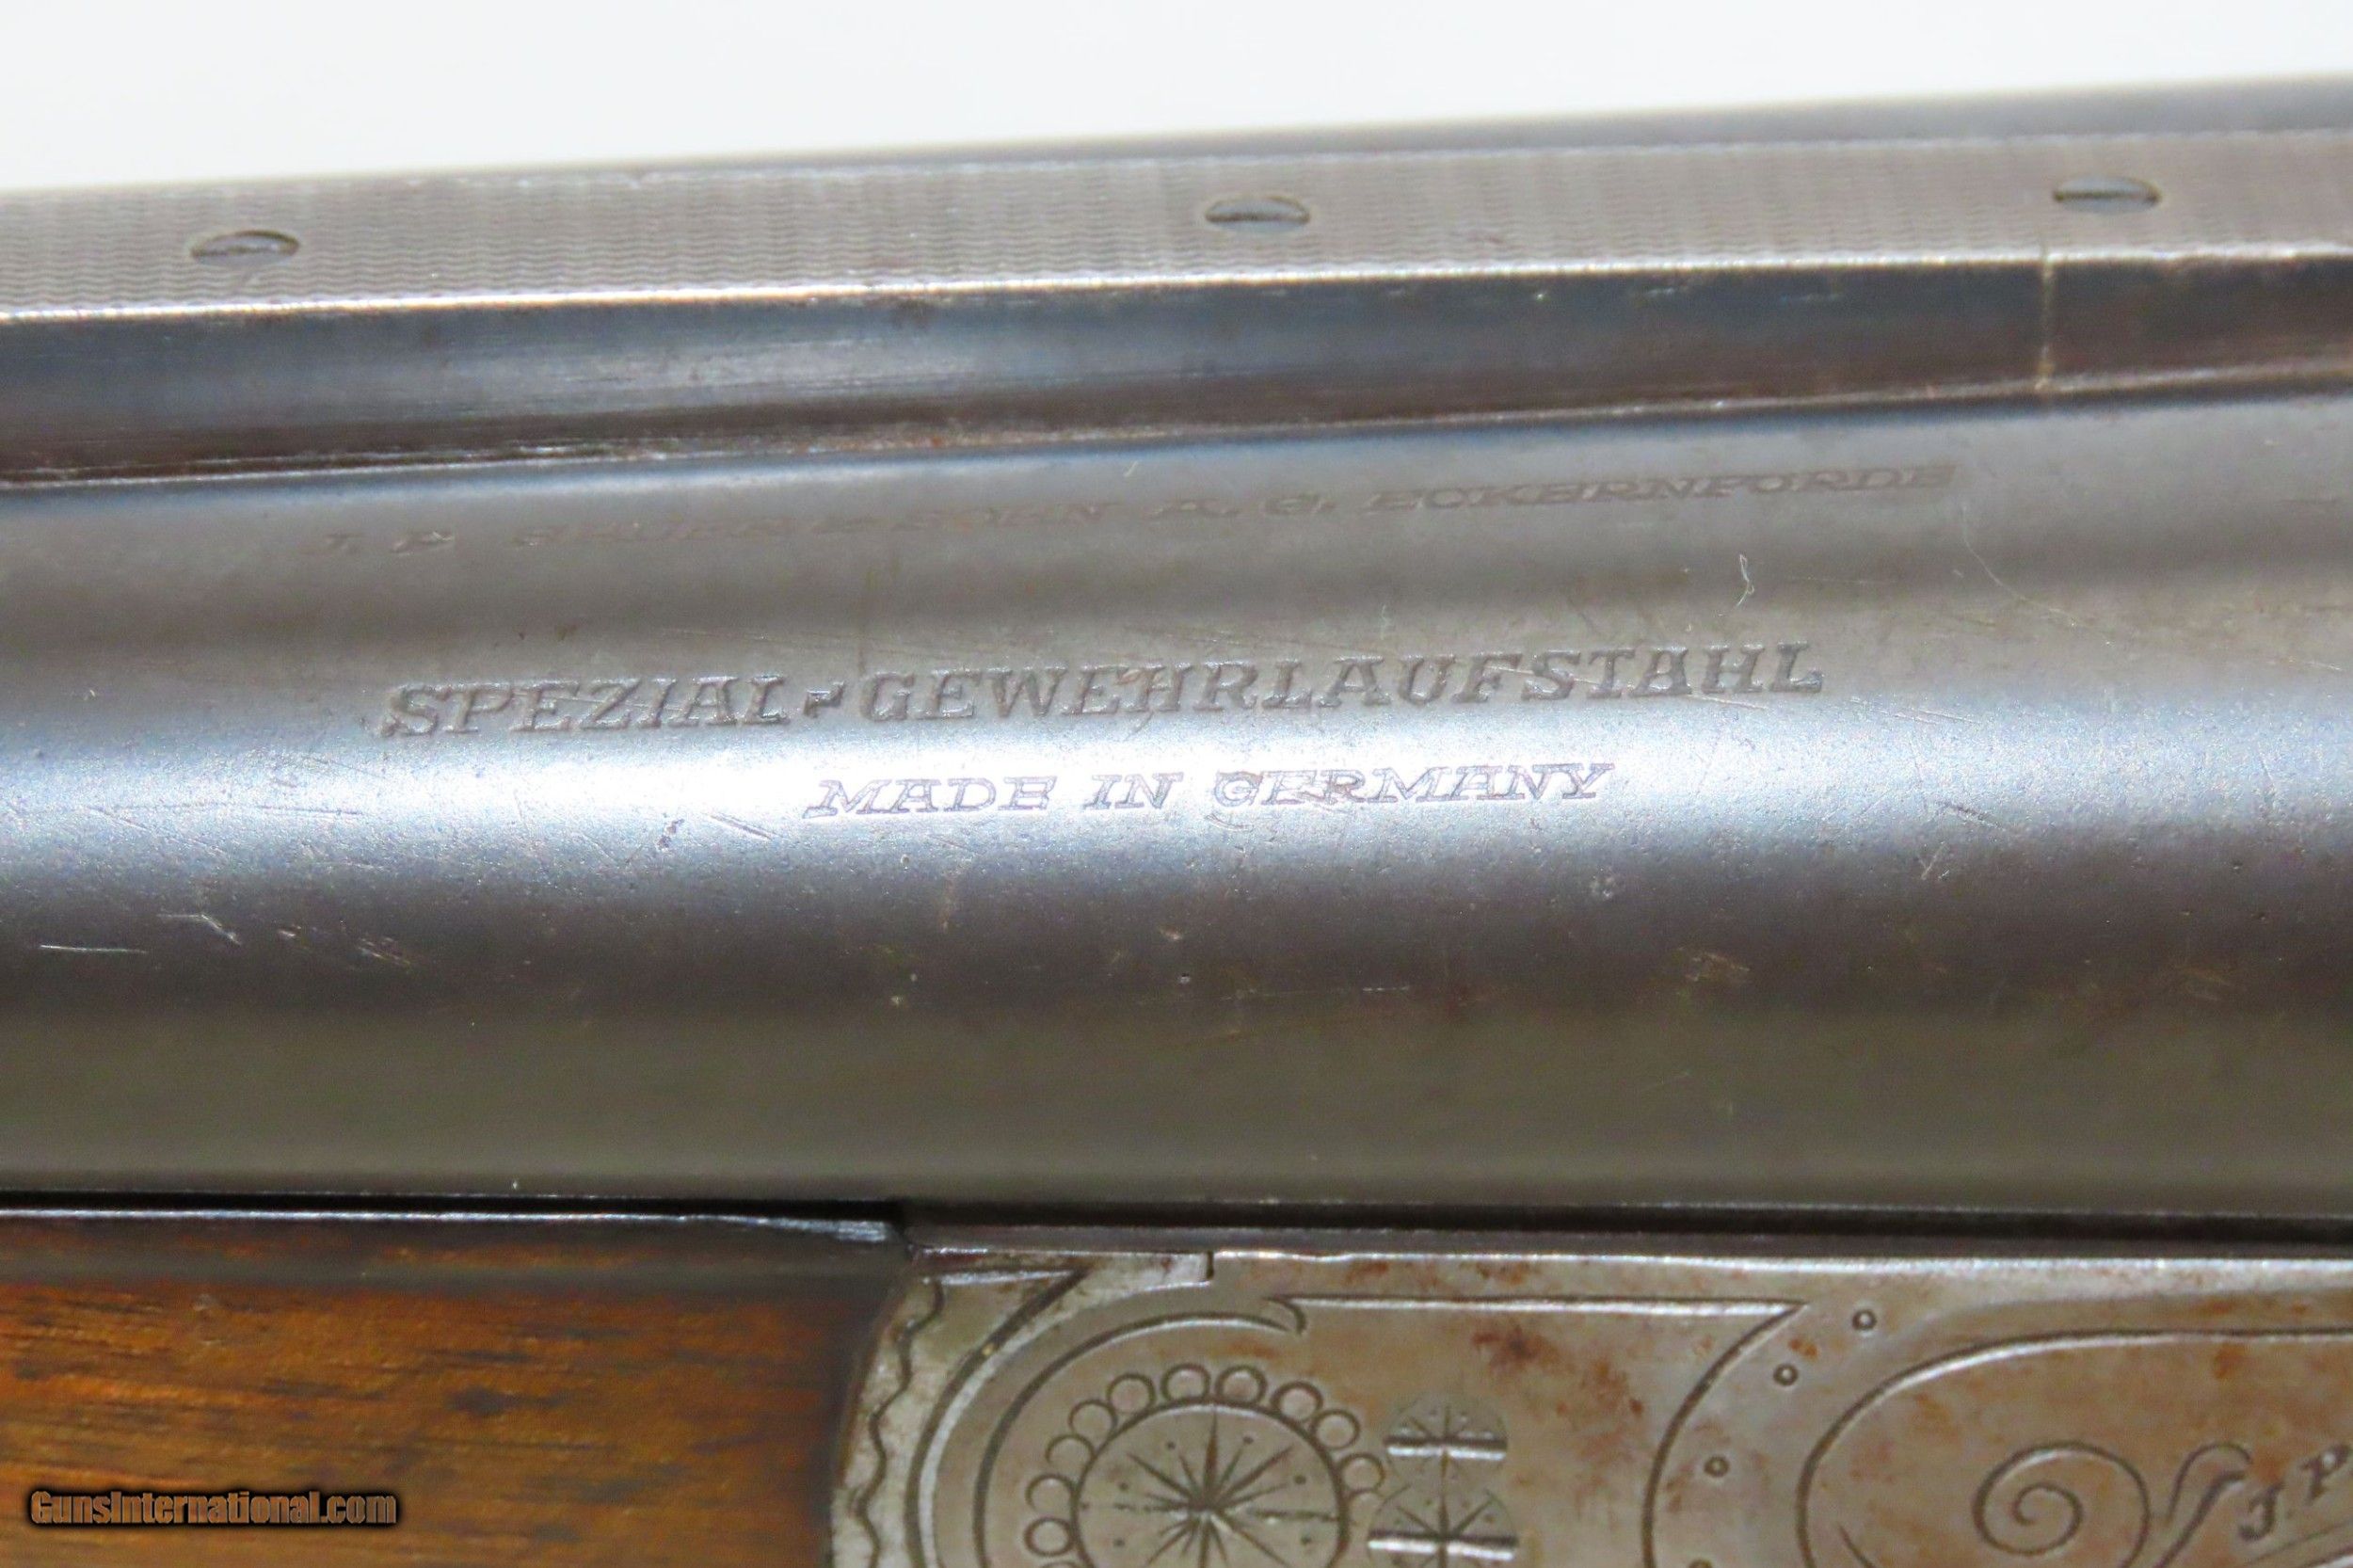 J. P. SAUER & SOHN A. G. ECKERNFÖRDE
SPEZIAL-GEWEHRLAUFSTAHL
MADE IN GERMANY
J. P.
GunsInternational.com